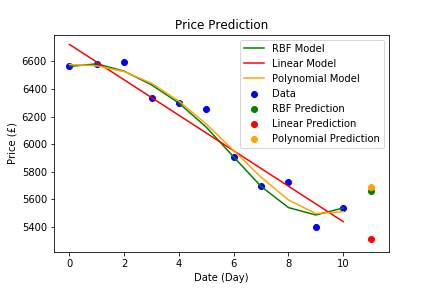 Price Prediction
Price (£)
6600
6400
6200
6000
5800
5600
5400
RBF Model
Linear Model
Polynomial Model
Data
RBF Prediction
Linear Prediction
Polynomial Prediction
0
2
4
6
8
10
Date (Day)